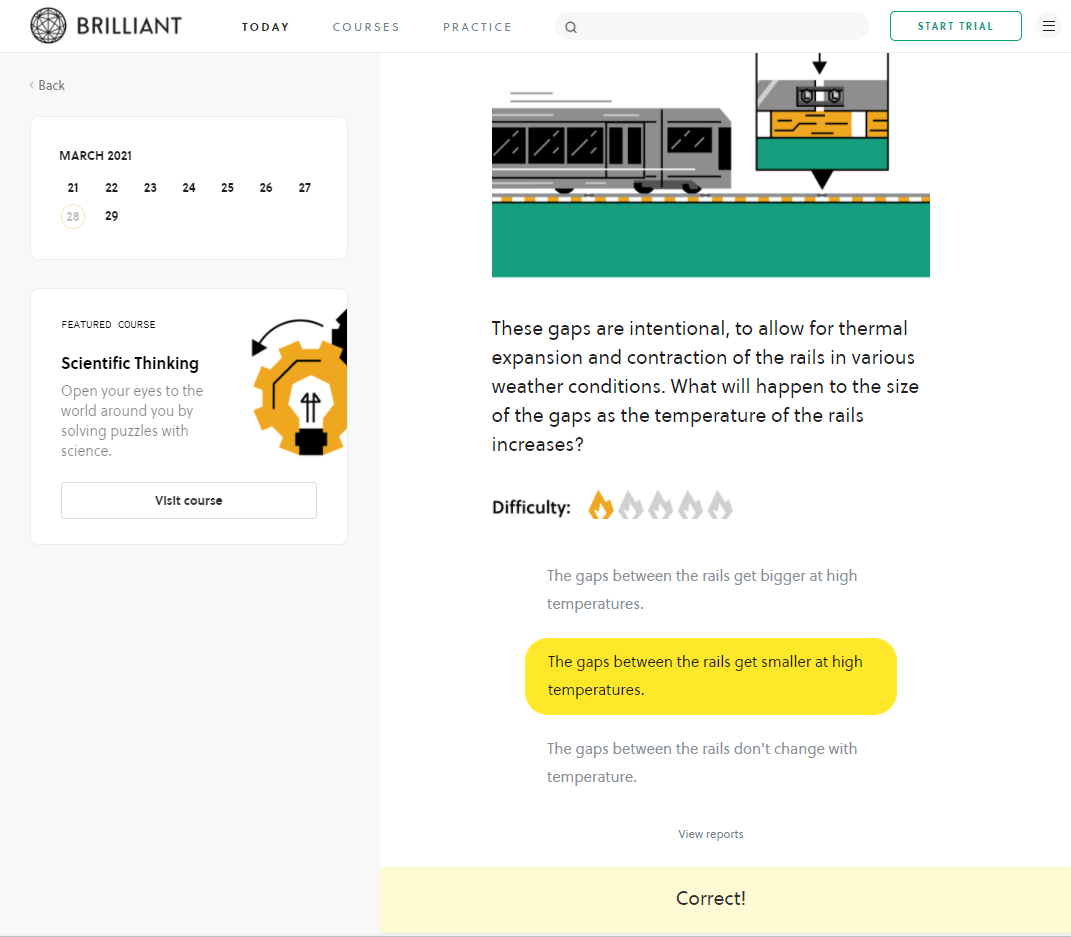 BRILLIANT
TODAY COURSES PRACTICE
START TRIAL
‹ Back
MARCH 2021
21 22 23 24 25 26 27
28 29
FEATURED COURSE
Scientific Thinking
Open your eyes to the
world around you by
solving puzzles with
science.
Visit course
These gaps are intentional, to allow for thermal
expansion and contraction of the rails in various
weather conditions. What will happen to the size
of the gaps as the temperature of the rails
increases?
Difficulty:
The gaps between the rails get bigger at high
temperatures.
The gaps between the rails get smaller at high
temperatures.
The gaps between the rails don't change with
temperature.
View reports
Correct!